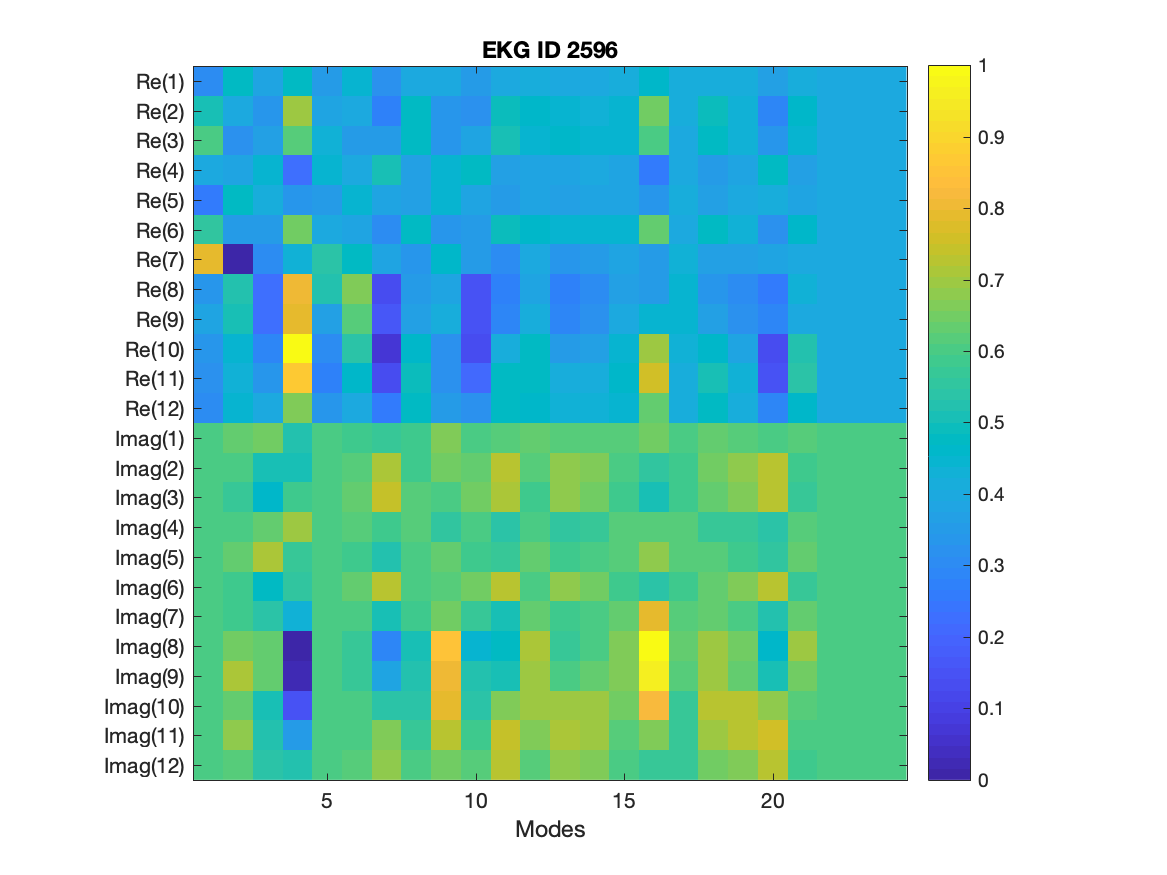 EKG ID 2596
Re(1)
Re(2)
Re(3)
Re(4)
Re(5)
Re(6)
Re(7)
Re(8)
Re(9)
Re(10)
Re(11)
Re(12)
Imag(1)
Imag(2)
Imag(3)
Imag(4)
Imag(5)
Imag(6)
Imag(7)
Imag(8)
Imag(9)
Imag(10)
Imag(11)
Imag(12)
5 10 15 20
Modes
1
0.9
0.8
0.7
0.6
0.5
0.4
0.3
0.2
0.1
0